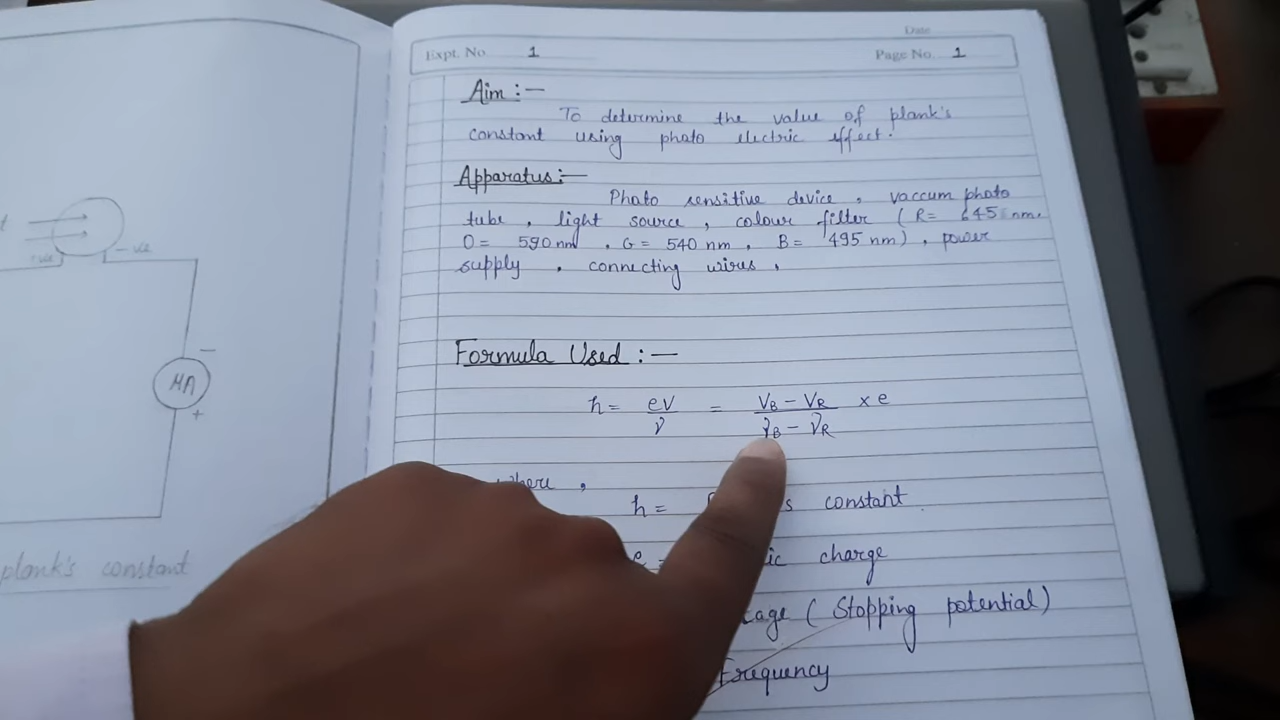 Date
Expt. No. 1
Page No. 1
Aim :—
To determine the value of plank's
constant using photo electric effect.
Apparatus:—
Photo sensitive device , vaccum photo
tube , light source , colour filter ( R= 645 nm,
O= 590 nm , G= 540 nm , B= 495 nm) , power
supply , connecting wires ,
Formula Used :—
h= eV/ν = VB – VR / νB – νR × e
where ,
h= constant
e charge
(Stopping potential)
Frequency
– ve
μA
–
+
plank's constant